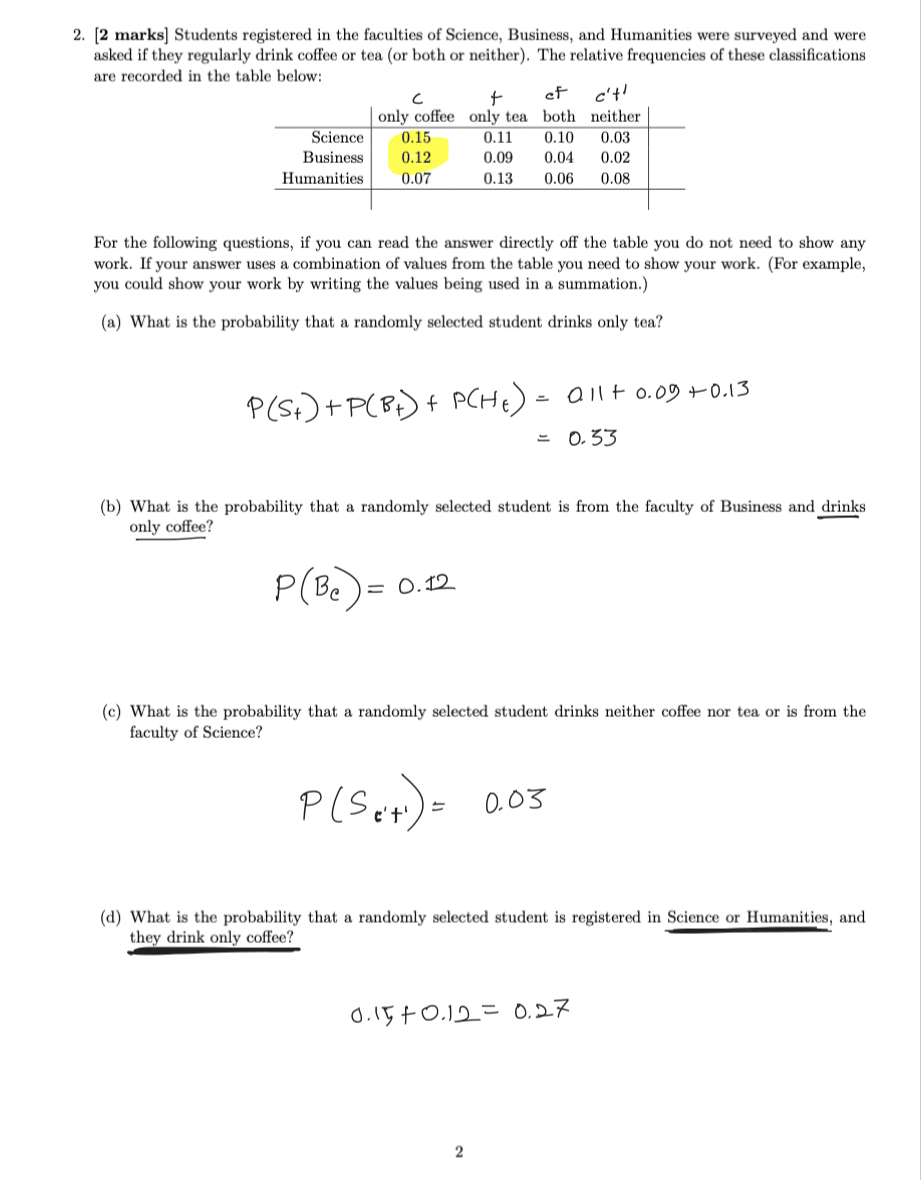 2. [2 marks] Students registered in the faculties of Science, Business, and Humanities were surveyed and were
asked if they regularly drink coffee or tea (or both or neither). The relative frequencies of these classifications
are recorded in the table below:
c t ct c't'
only coffee only tea both neither
Science 0.15 0.11 0.10 0.03
Business 0.12 0.09 0.04 0.02
Humanities 0.07 0.13 0.06 0.08
For the following questions, if you can read the answer directly off the table you do not need to show any
work. If your answer uses a combination of values from the table you need to show your work. (For example,
you could show your work by writing the values being used in a summation.)
(a) What is the probability that a randomly selected student drinks only tea?
P(St)+P(Bt)+P(Ht) = 0.11+0.09+0.13
= 0.33
(b) What is the probability that a randomly selected student is from the faculty of Business and drinks
only coffee?
P(Bc) = 0.12
(c) What is the probability that a randomly selected student drinks neither coffee nor tea or is from the
faculty of Science?
P(Sc't') = 0.03
(d) What is the probability that a randomly selected student is registered in Science or Humanities, and
they drink only coffee?
0.15+0.12= 0.27
2